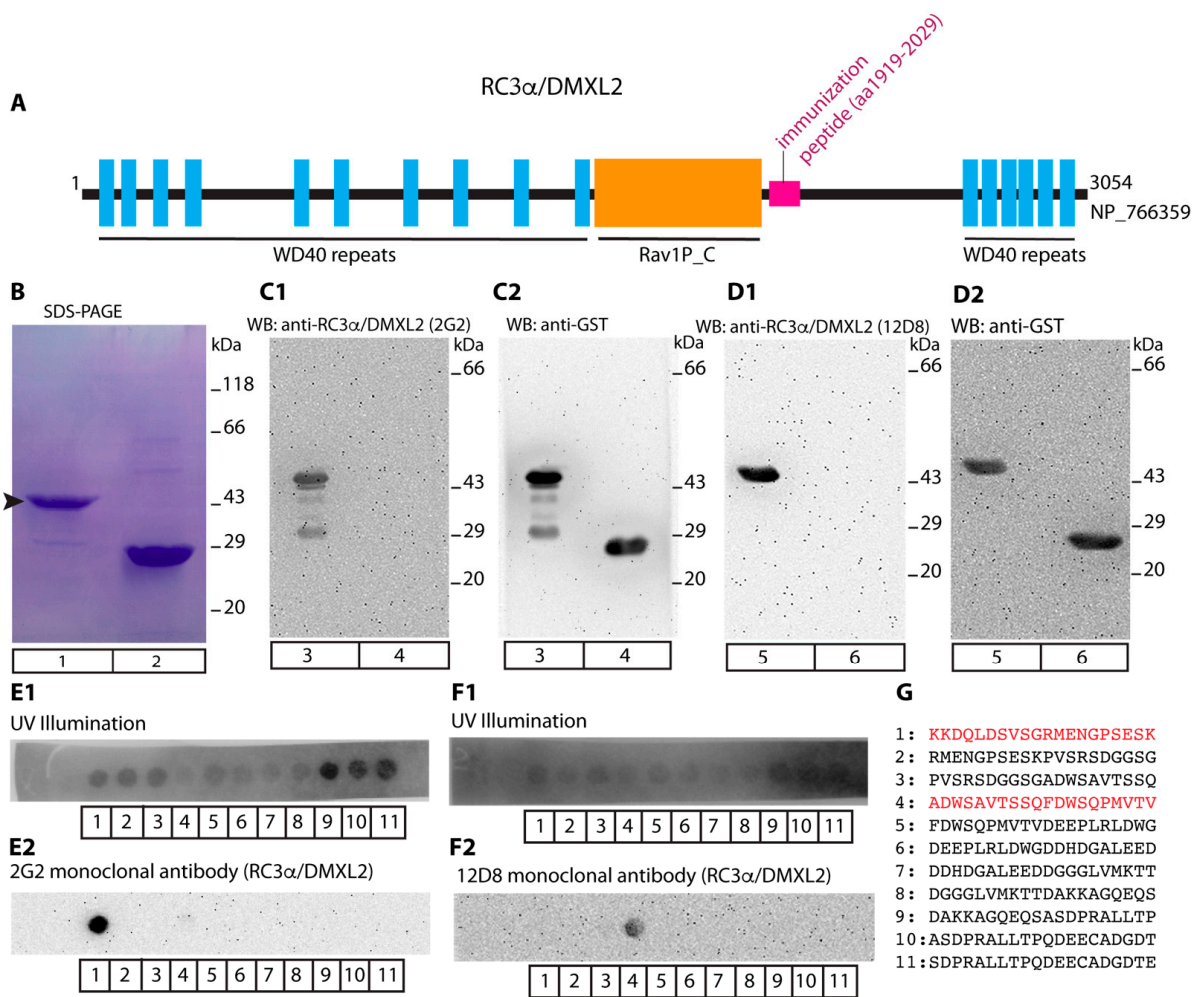 A
RC3α/DMXL2
immunization
peptide (aa1919-2029)
1
3054
NP_766359
WD40 repeats
Rav1P_C
WD40 repeats
B
SDS-PAGE
kDa
118
66
43
29
20
1 2
C1
WB: anti-RC3α/DMXL2 (2G2)
kDa
66
43
29
20
3 4
C2
WB: anti-GST
kDa
66
43
29
20
3 4
D1
WB: anti-RC3α/DMXL2 (12D8)
kDa
66
43
29
20
5 6
D2
WB: anti-GST
kDa
66
43
29
20
5 6
E1
UV Illumination
1 2 3 4 5 6 7 8 9 10 11
E2
2G2 monoclonal antibody (RC3α/DMXL2)
1 2 3 4 5 6 7 8 9 10 11
F1
UV Illumination
1 2 3 4 5 6 7 8 9 10 11
F2
12D8 monoclonal antibody (RC3α/DMXL2)
1 2 3 4 5 6 7 8 9 10 11
G
1: KKDQLDSVSGRMENGPSESK
2: RMENGPSESKPVSRSDGGSG
3: PVSRSDGGSGADWSAVTSSQ
4: ADWSAVTSSQFDWSQPMVTV
5: FDWSQPMVTVDEEPLRLDWG
6: DEEPLRLDWGDDHDGALEED
7: DDHDGALEEDDGGGLVMKTT
8: DGGGLVMKTTDAKKAGQEQS
9: DAKKAGQEQSASDPRALLTP
10: ASDPRALLTPQDEECADGDT
11: SDPRALLTPQDEECADGDTE